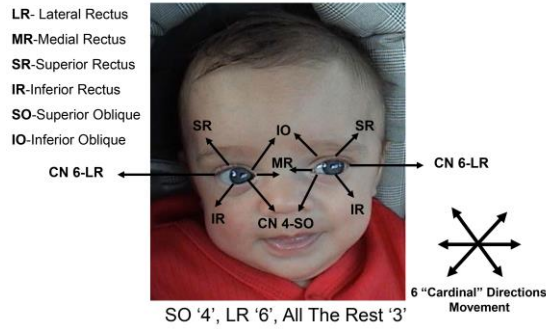 LR- Lateral Rectus
MR-Medial Rectus
SR-Superior Rectus
IR-Inferior Rectus
SO-Superior Oblique
IO-Inferior Oblique
SR
IO
SR
CN 6-LR
MR
CN 6-LR
IR
CN 4-SO
IR
6 “Cardinal” Directions
Movement
SO ‘4’, LR ‘6’, All The Rest ‘3’